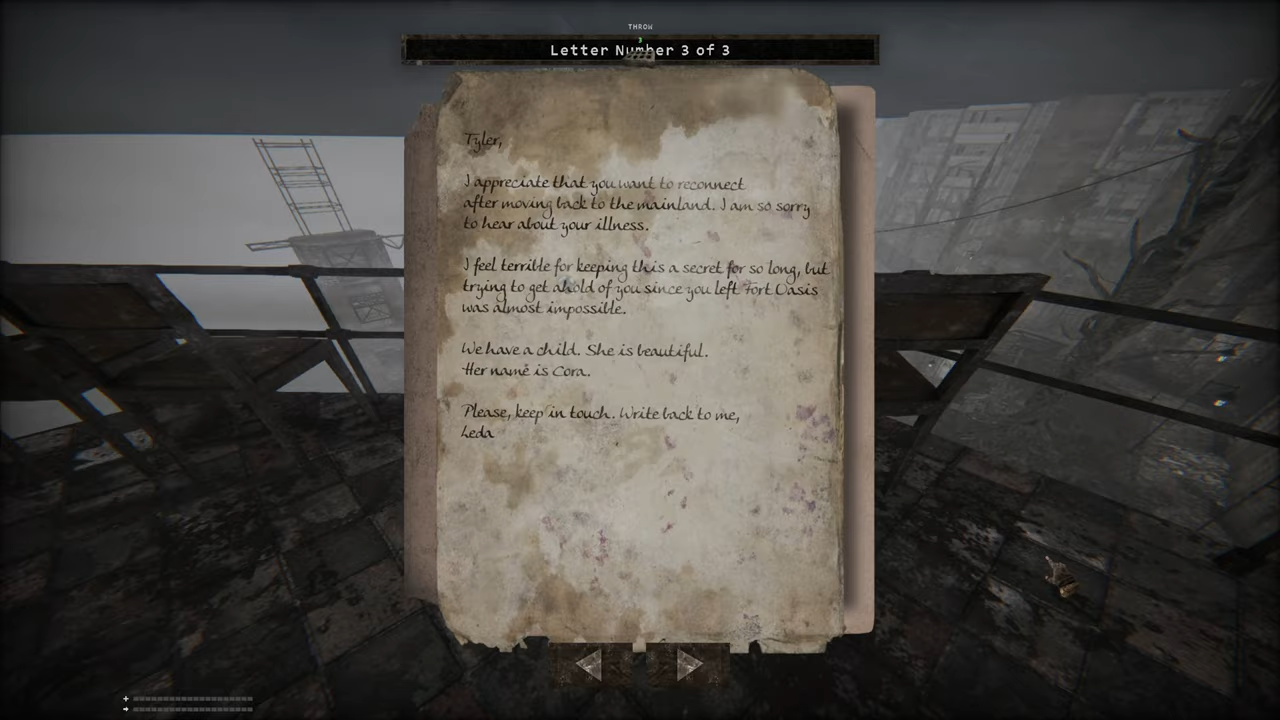 THROW
3
Letter Number 3 of 3
Tyler,
I appreciate that you want to reconnect
after moving back to the mainland. I am so sorry
to hear about your illness.
I feel terrible for keeping this a secret for so long, but
trying to get ahold of you since you left Fort Oasis
was almost impossible.
We have a child. She is beautiful.
Her name is Cora.
Please, keep in touch. Write back to me,
Leda